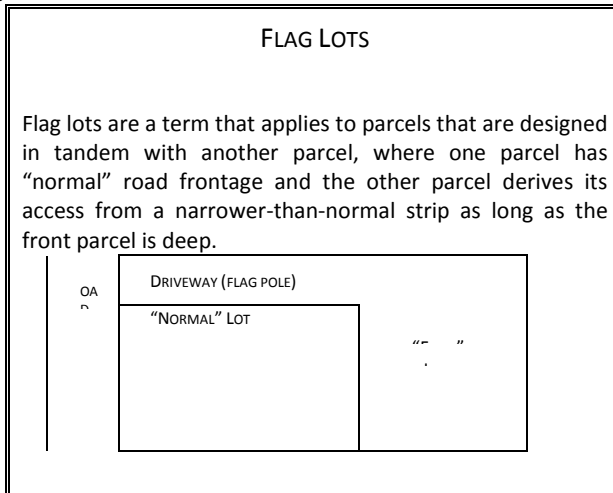 FLAG LOTS
Flag lots are a term that applies to parcels that are designed
in tandem with another parcel, where one parcel has
“normal” road frontage and the other parcel derives its
access from a narrower-than-normal strip as long as the
front parcel is deep.
DRIVEWAY (FLAG POLE)
OA
“NORMAL” LOT